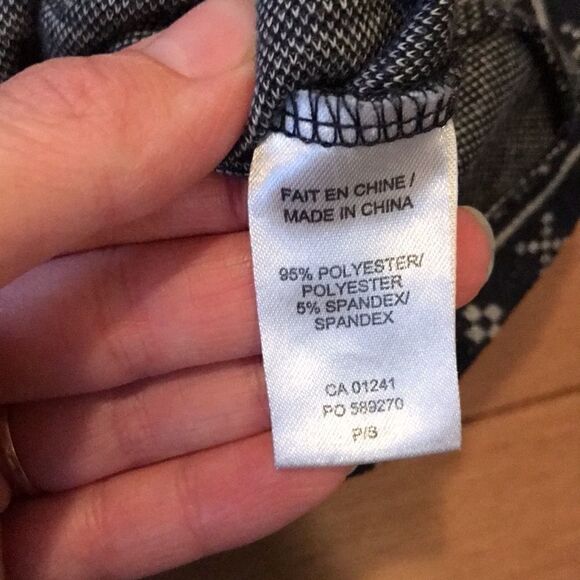 FAIT EN CHINE /
MADE IN CHINA
95% POLYESTER/
POLYESTER
5% SPANDEX/
SPANDEX
CA 01241
PO 589270
P/S